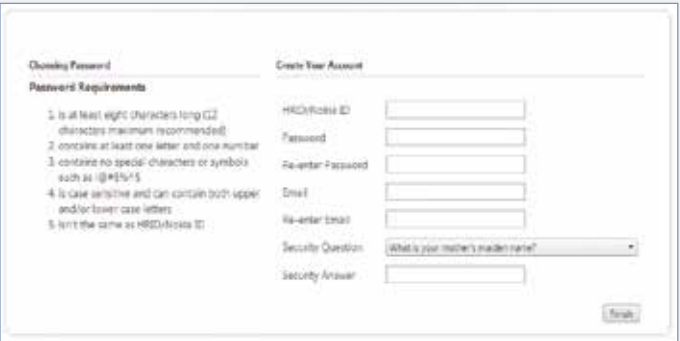 Choosing Password
Password Requirements
1. is at least eight characters long (12
characters maximum recommended)
2. contains at least one letter and one number
3. contains no special characters or symbols
such as !@#$%^$
4. is case sensitive and can contain both upper
and/or lower case letters
5. isn't the same as HRID/Nokia ID
Create Your Account
HRID/Nokia ID
Password
Re-enter Password
Email
Re-enter Email
Security Question
What is your mother's maiden name?
Security Answer
Finish